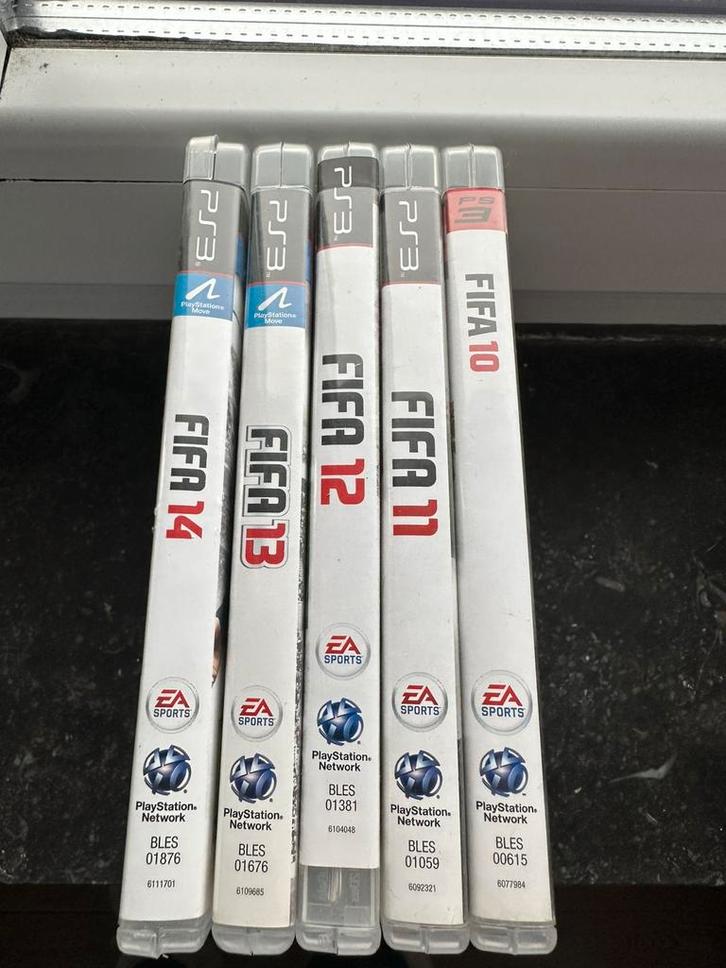 PS3
PlayStation®
Move
FIFA 14
EA
SPORTS
PlayStation®
Network
BLES
01876
6111701
PS3
PlayStation®
Move
FIFA 13
EA
SPORTS
PlayStation®
Network
BLES
01676
6109685
PS3
FIFA 12
EA
SPORTS
PlayStation®
Network
BLES
01381
6104048
PS3
FIFA 11
EA
SPORTS
PlayStation®
Network
BLES
01059
6092321
PS
3
FIFA 10
EA
SPORTS
PlayStation®
Network
BLES
00615
6077984